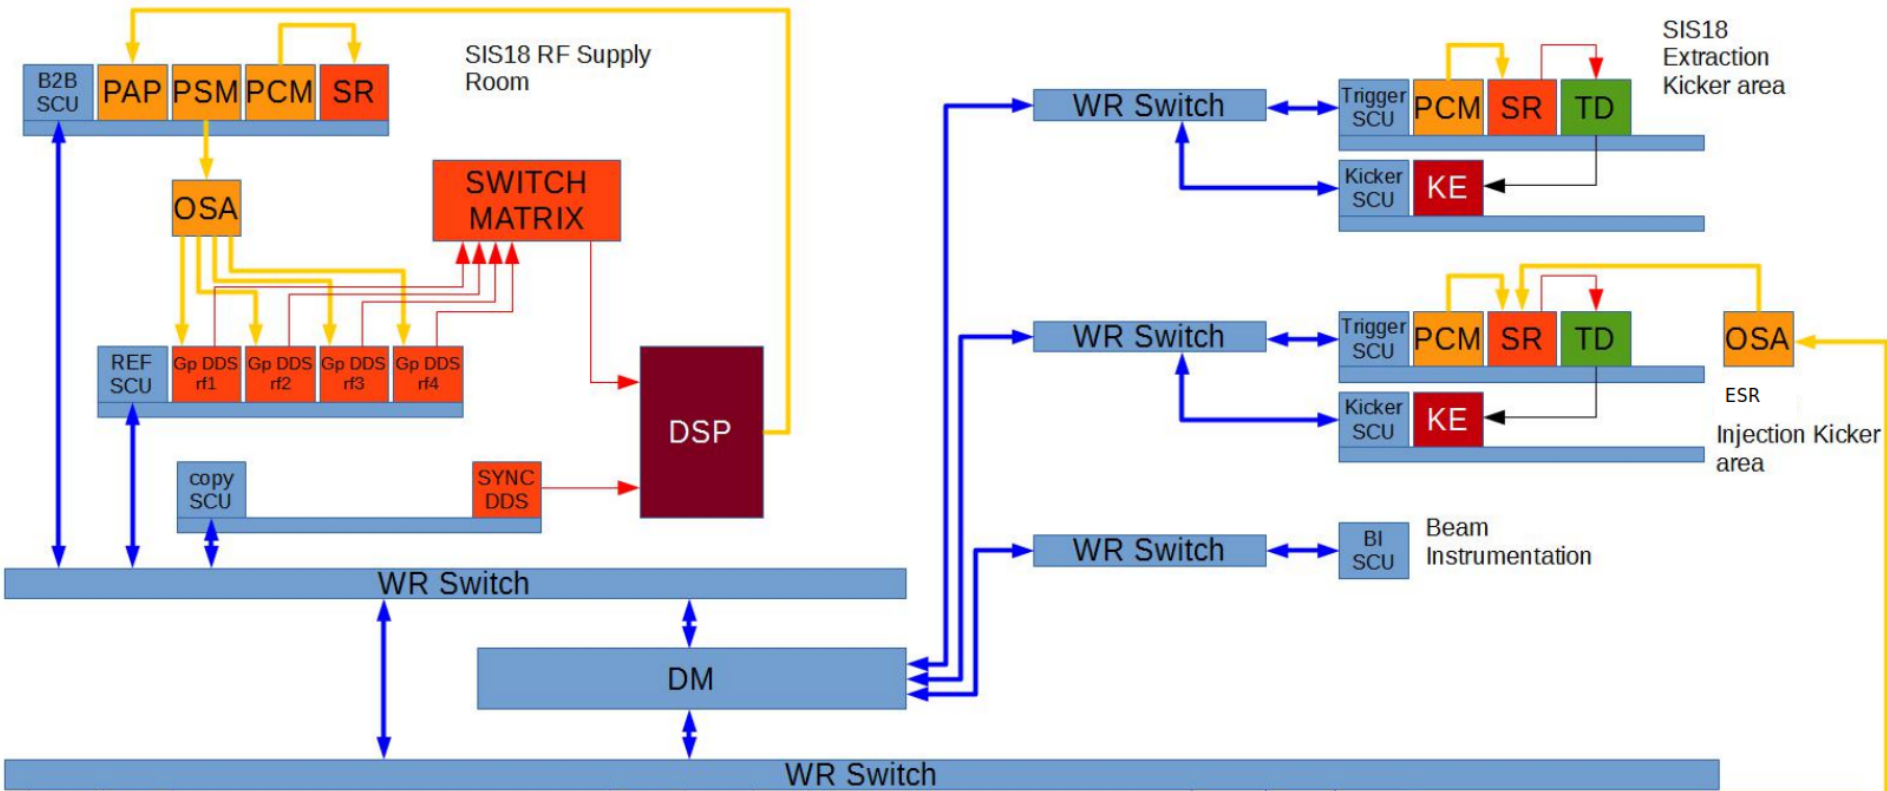 SIS18 RF Supply
Room
B2B
SCU
PAP
PSM
PCM
SR
OSA
SWITCH
MATRIX
REF
SCU
Gp DDS
rf1
Gp DDS
rf2
Gp DDS
rf3
Gp DDS
rf4
DSP
copy
SCU
SYNC
DDS
WR Switch
DM
WR Switch
SIS18
Extraction
Kicker area
WR Switch
Trigger
SCU
PCM
SR
TD
Kicker
SCU
KE
WR Switch
Trigger
SCU
PCM
SR
TD
OSA
Kicker
SCU
KE
ESR
Injection Kicker
area
WR Switch
BI
SCU
Beam
Instrumentation